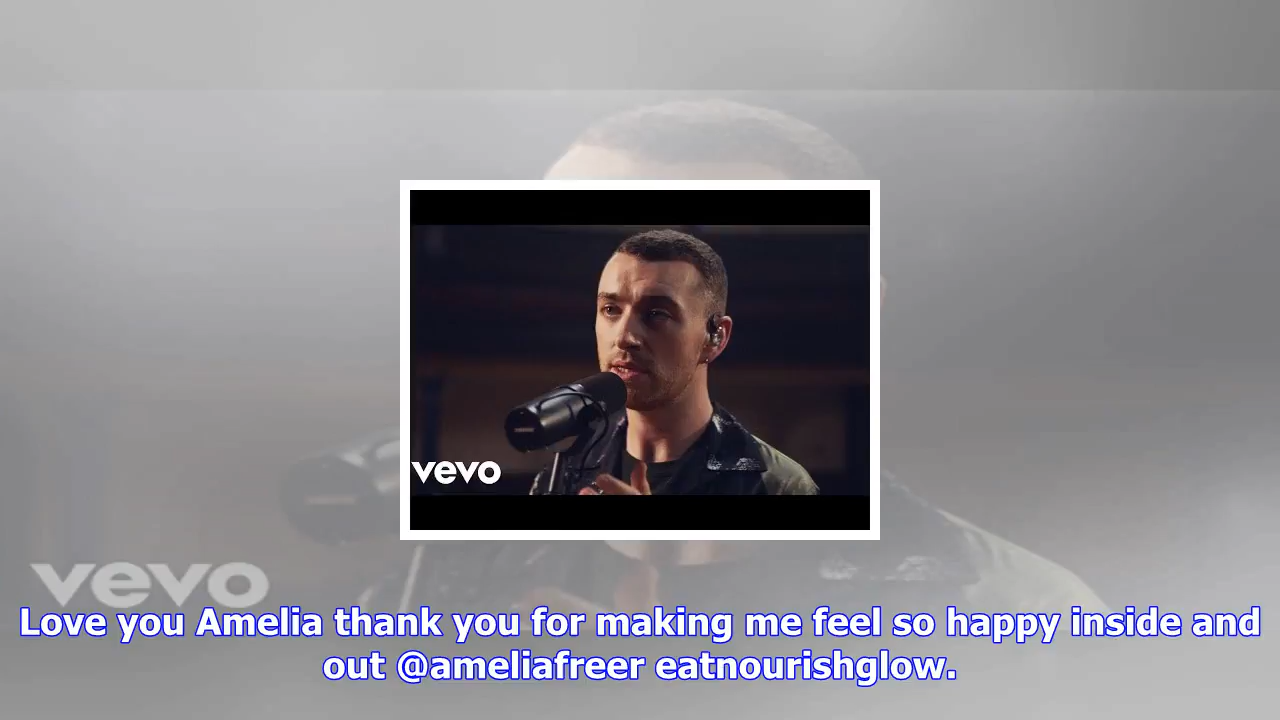 vevo
vevo
Love you Amelia thank you for making me feel so happy inside and
out @ameliafreer eatnourishglow.